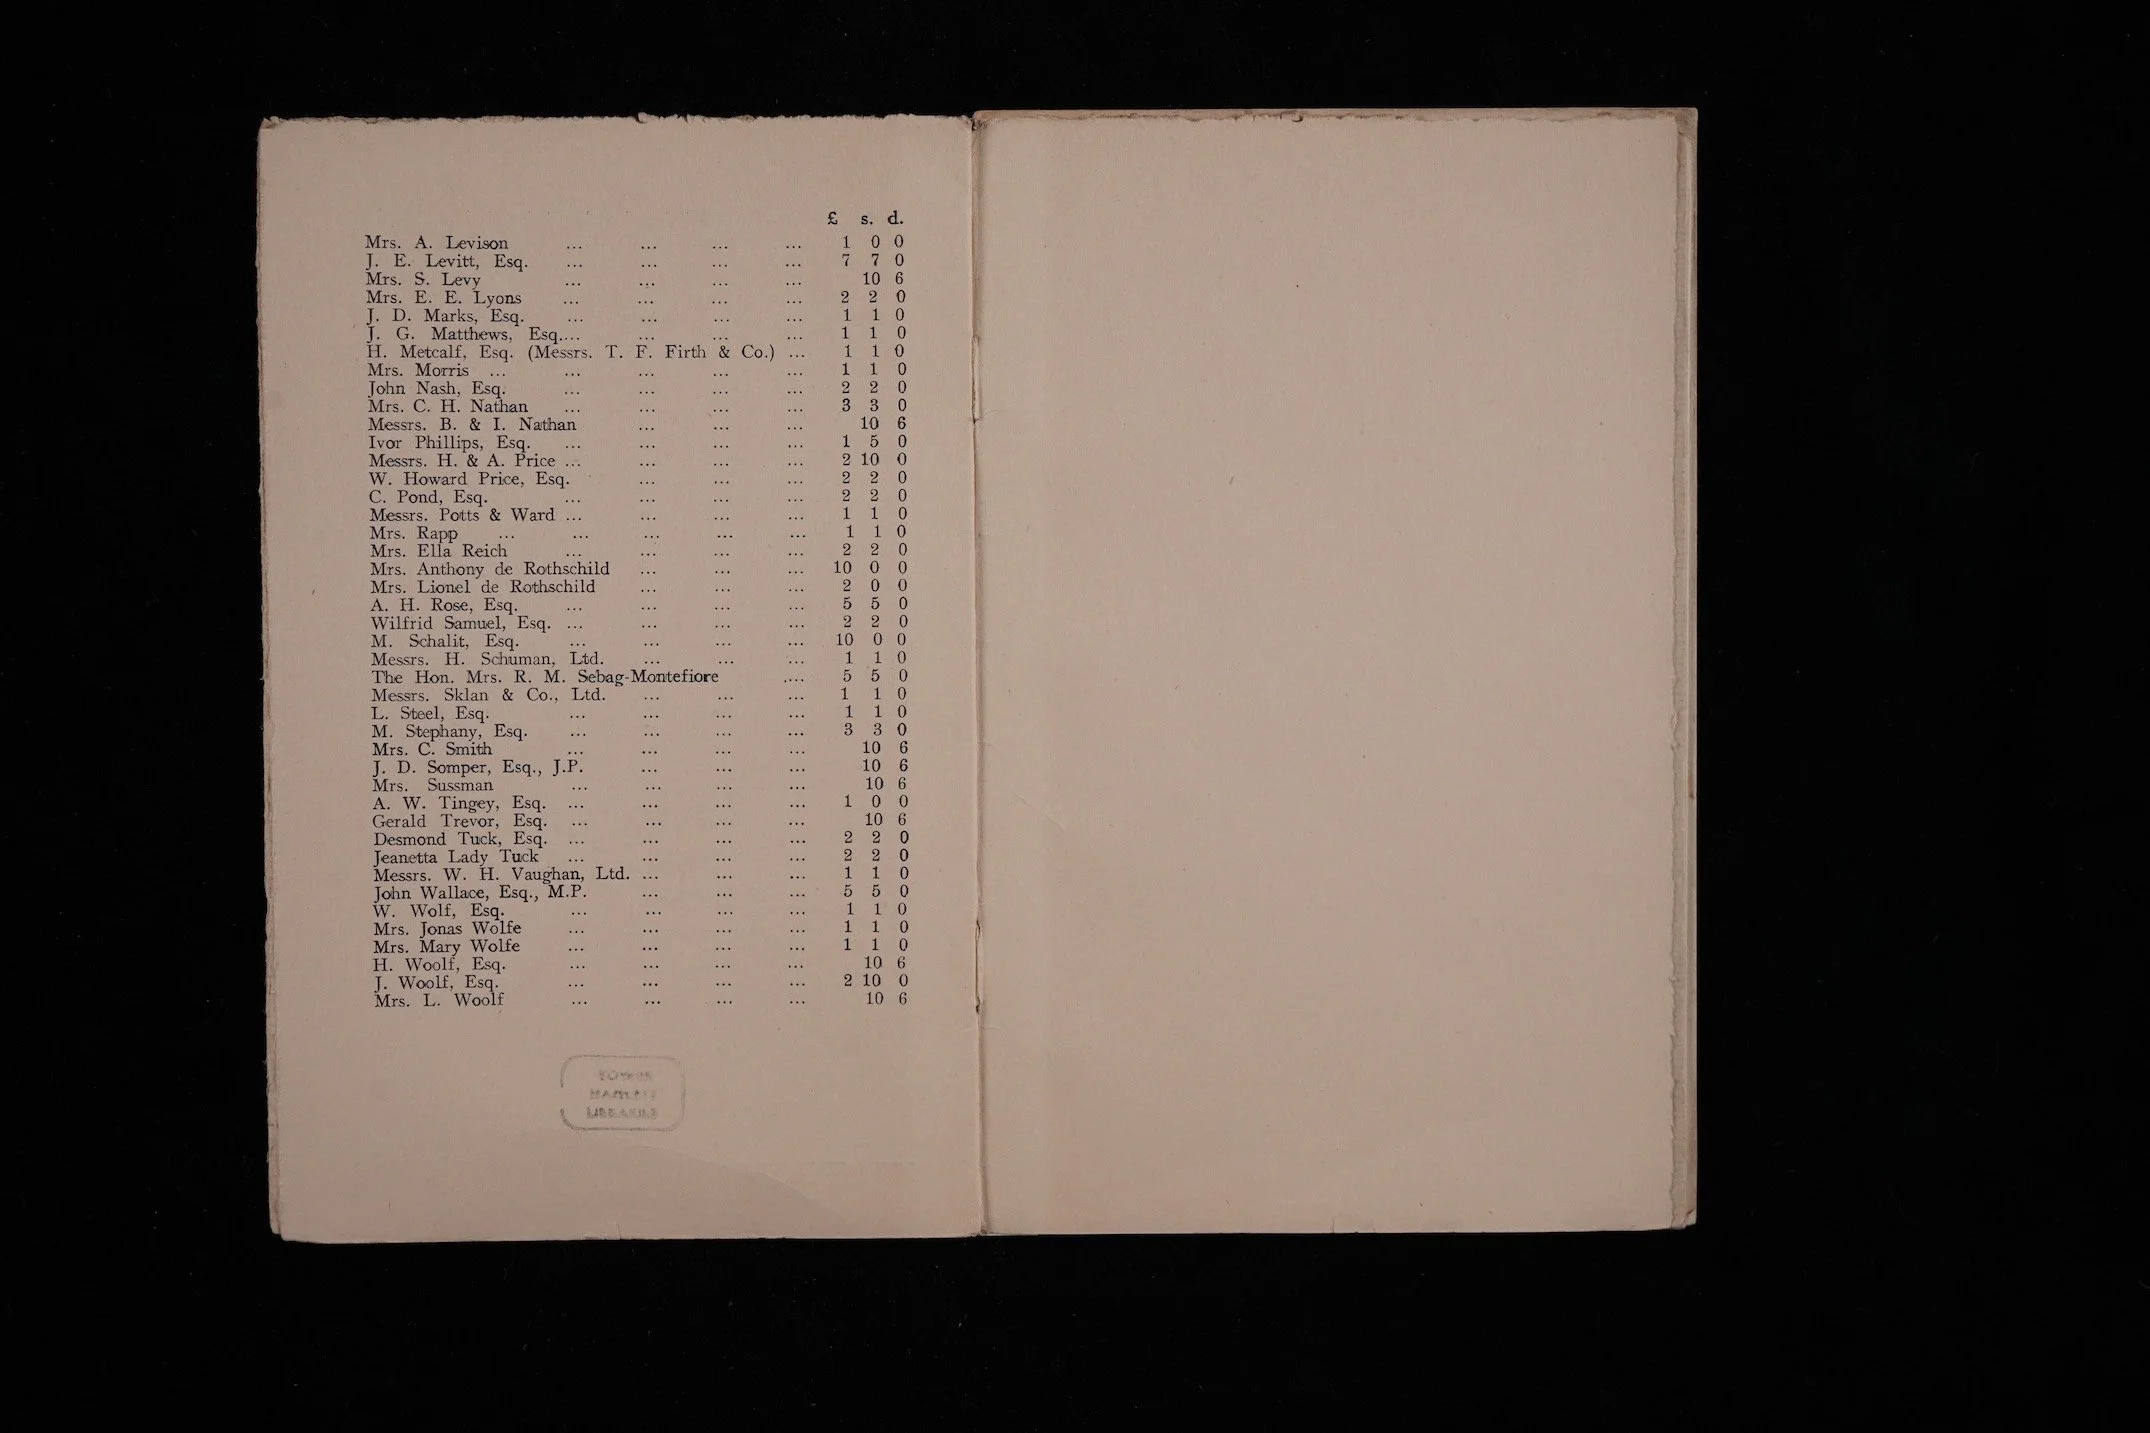 £ s. d.
Mrs. A. Levison ... ... ... ... 1 0 0
J. E. Levitt, Esq. ... ... ... ... 7 7 0
Mrs. S. Levy ... ... ... ... 10 6
Mrs. E. E. Lyons ... ... ... ... 2 2 0
J. D. Marks, Esq. ... ... ... ... 1 1 0
J. G. Matthews, Esq.... ... ... ... 1 1 0
H. Metcalf, Esq. (Messrs. T. F. Firth & Co.) ... 1 1 0
Mrs. Morris ... ... ... ... ... 1 1 0
John Nash, Esq. ... ... ... ... 2 2 0
Mrs. C. H. Nathan ... ... ... ... 3 3 0
Messrs. B. & I. Nathan ... ... ... 10 6
Ivor Phillips, Esq. ... ... ... ... 1 5 0
Messrs. H. & A. Price ... ... ... ... 2 10 0
W. Howard Price, Esq. ... ... ... 2 2 0
C. Pond, Esq. ... ... ... ... 2 2 0
Messrs. Potts & Ward ... ... ... ... 1 1 0
Mrs. Rapp ... ... ... ... ... 1 1 0
Mrs. Ella Reich ... ... ... ... 2 2 0
Mrs. Anthony de Rothschild ... ... ... 10 0 0
Mrs. Lionel de Rothschild ... ... ... 2 0 0
A. H. Rose, Esq. ... ... ... ... 5 5 0
Wilfrid Samuel, Esq. ... ... ... ... 2 2 0
M. Schalit, Esq. ... ... ... ... 10 0 0
Messrs. H. Schuman, Ltd. ... ... ... 1 1 0
The Hon. Mrs. R. M. Sebag-Montefiore .... 5 5 0
Messrs. Sklan & Co., Ltd. ... ... ... 1 1 0
L. Steel, Esq. ... ... ... ... 1 1 0
M. Stephany, Esq. ... ... ... ... 3 3 0
Mrs. C. Smith ... ... ... ... 10 6
J. D. Somper, Esq., J.P. ... ... ... 10 6
Mrs. Sussman ... ... ... ... 10 6
A. W. Tingey, Esq. ... ... ... ... 1 0 0
Gerald Trevor, Esq. ... ... ... ... 10 6
Desmond Tuck, Esq. ... ... ... ... 2 2 0
Jeanetta Lady Tuck ... ... ... ... 2 2 0
Messrs. W. H. Vaughan, Ltd. ... ... ... 1 1 0
John Wallace, Esq., M.P. ... ... ... 5 5 0
W. Wolf, Esq. ... ... ... ... 1 1 0
Mrs. Jonas Wolfe ... ... ... ... 1 1 0
Mrs. Mary Wolfe ... ... ... ... 1 1 0
H. Woolf, Esq. ... ... ... ... 10 6
J. Woolf, Esq. ... ... ... ... 2 10 0
Mrs. L. Woolf ... ... ... ... 10 6
TOWER
HAMLETS
LIBRARIES